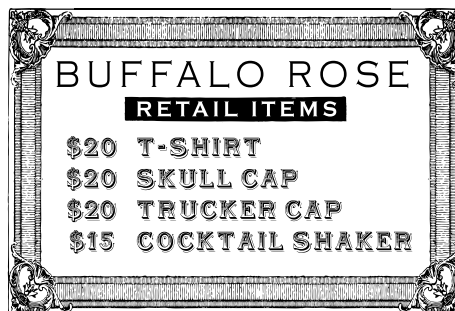 BUFFALO ROSE
RETAIL ITEMS
$20 T-SHIRT
$20 SKULL CAP
$20 TRUCKER CAP
$15 COCKTAIL SHAKER